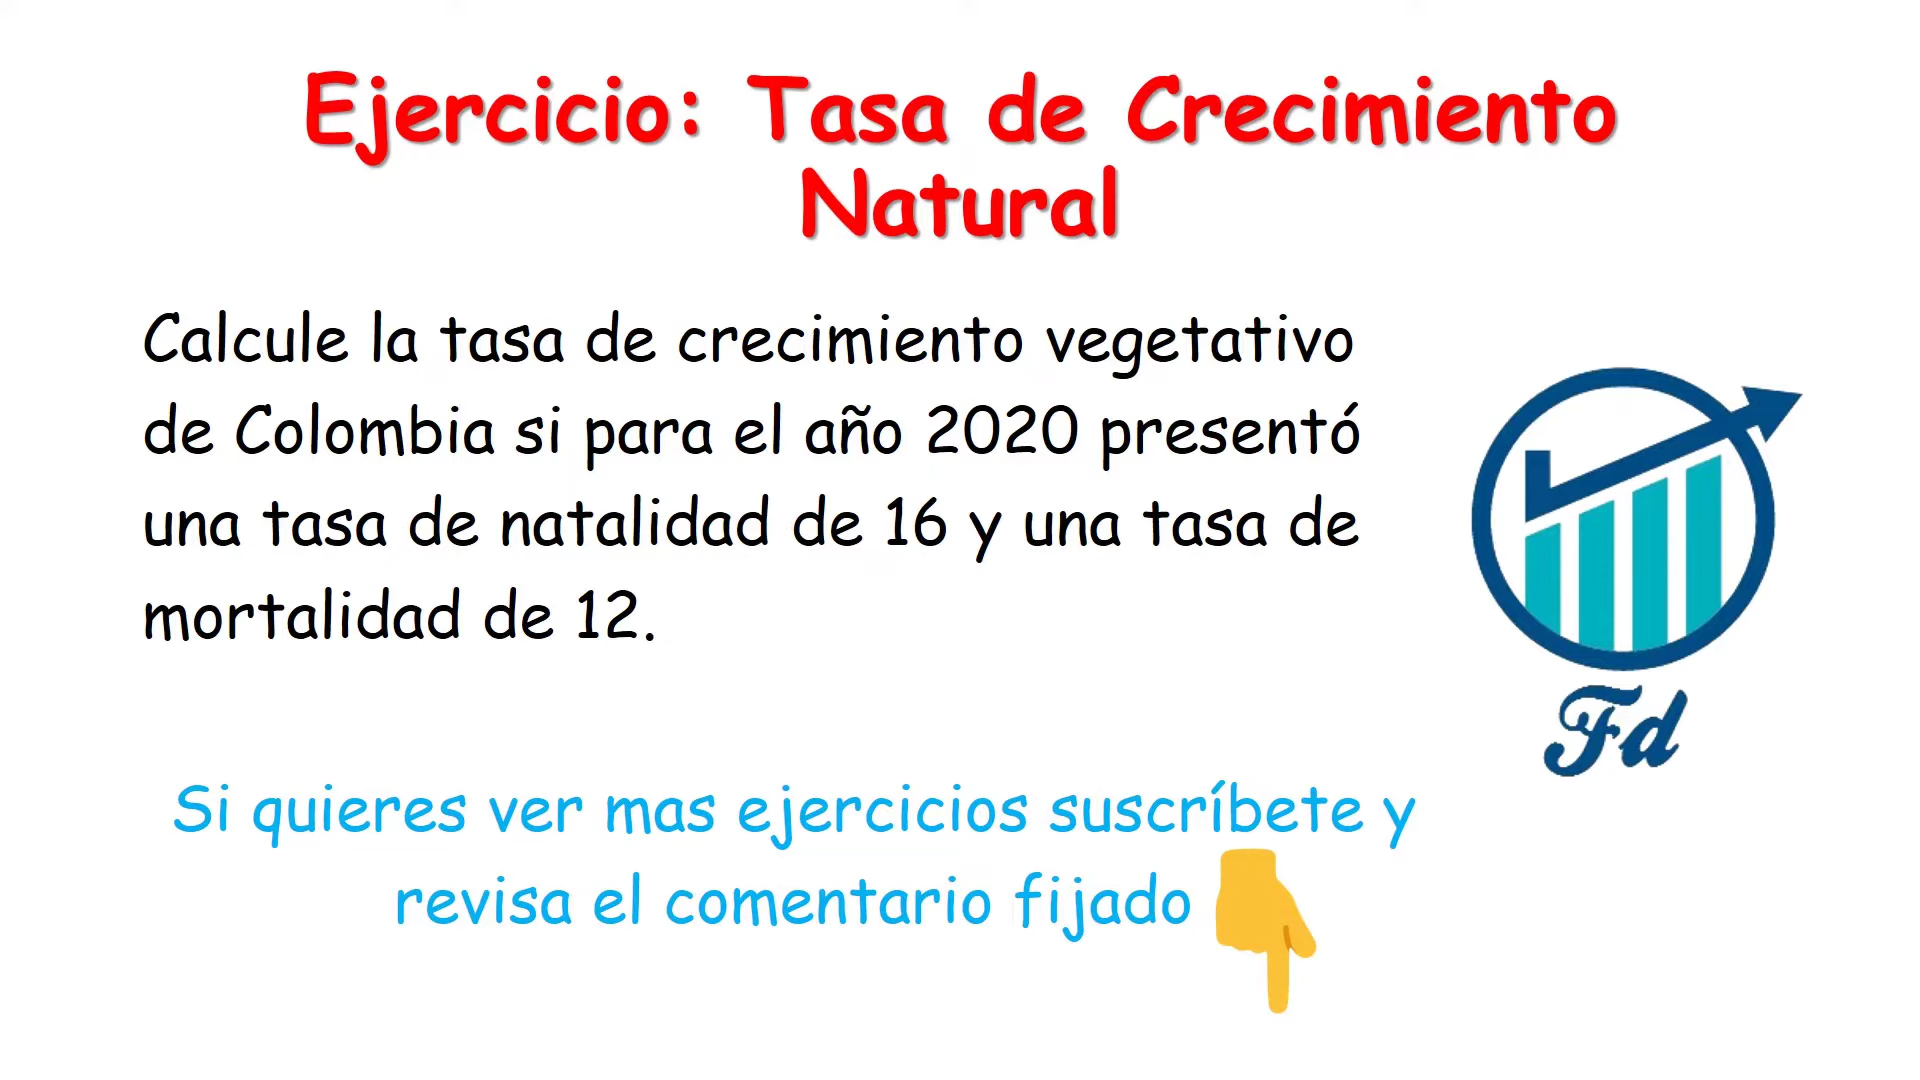 Ejercicio: Tasa de Crecimiento
Natural
Calcule la tasa de crecimiento vegetativo
de Colombia si para el año 2020 presentó
una tasa de natalidad de 16 y una tasa de
mortalidad de 12.
Fd
Si quieres ver mas ejercicios suscríbete y
revisa el comentario fijado